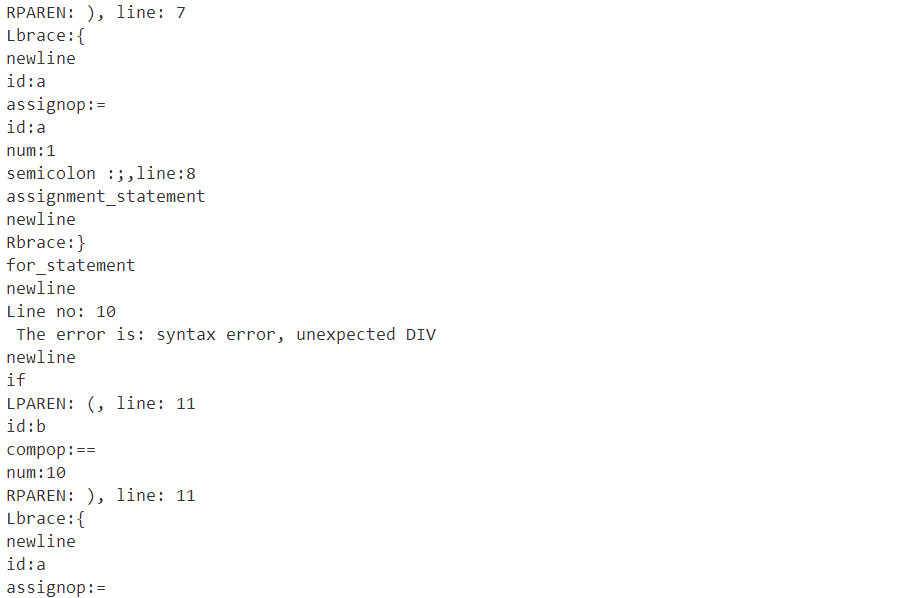 RPAREN: ), line: 7
Lbrace:{
newline
id:a
assignop:=
id:a
num:1
semicolon :;,line:8
assignment_statement
newline
Rbrace:}
for_statement
newline
Line no: 10
 The error is: syntax error, unexpected DIV
newline
if
LPAREN: (, line: 11
id:b
compop:==
num:10
RPAREN: ), line: 11
Lbrace:{
newline
id:a
assignop:=